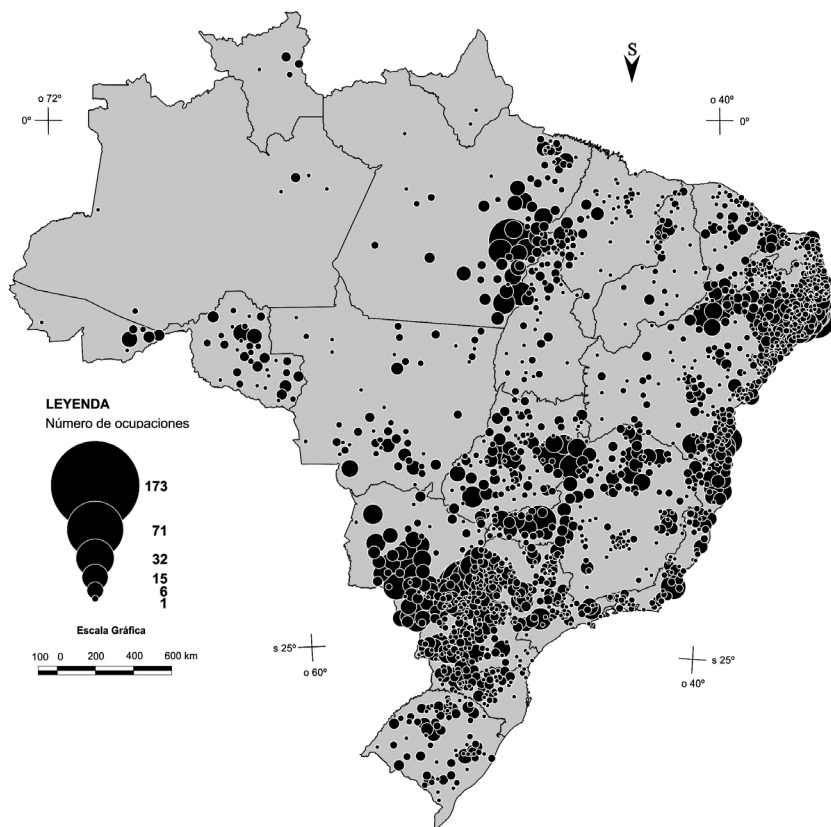 S
o 72º
0º
o 40º
0º
LEYENDA
Número de ocupaciones
173
71
32
15
6
1
Escala Gráfica
100 0 200 400 600 km
s 25º
o 60º
s 25º
o 40º